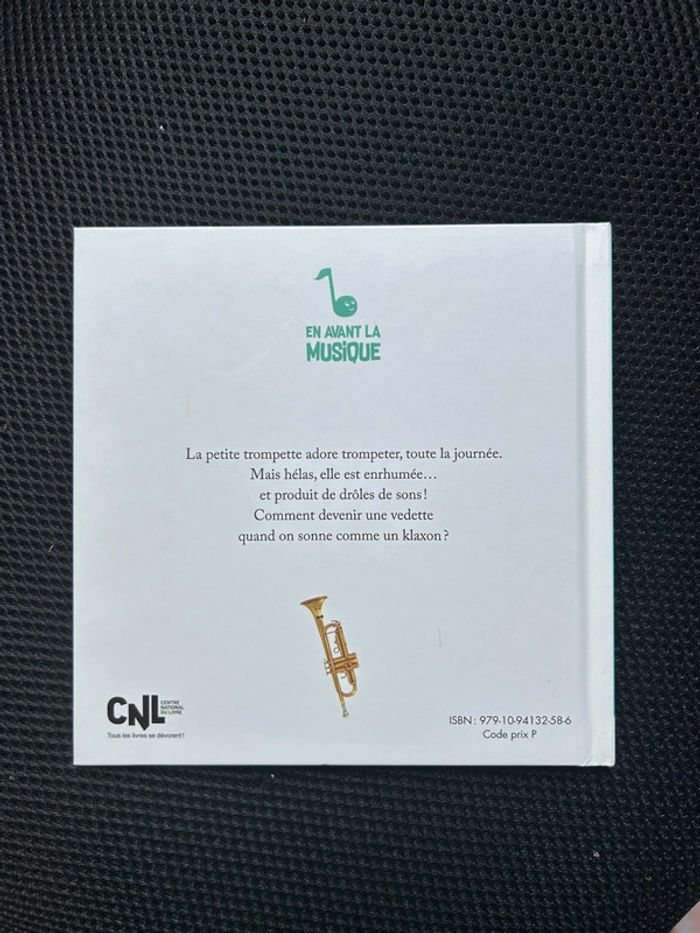 EN AVANT LA
MUSiQUE
La petite trompette adore trompeter, toute la journée.
Mais hélas, elle est enrhumée…
et produit de drôles de sons !
Comment devenir une vedette
quand on sonne comme un klaxon ?
CNL CENTRE
NATIONAL
DU LIVRE
Tous les livres se dévorent !
ISBN : 979-10-94132-58-6
Code prix P